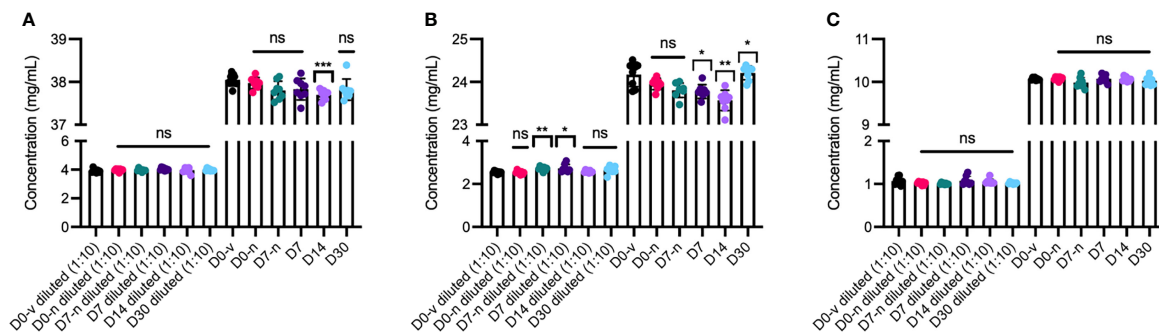 A
Concentration (mg/mL)
39
38
37
6
4
2
0
ns
ns
***
ns
D0-v diluted (1:10)
D0-n diluted (1:10)
D7-n diluted (1:10)
D7 diluted (1:10)
D14 diluted (1:10)
D30 diluted (1:10)
D0-v
D0-n
D7-n
D7
D14
D30
B
Concentration (mg/mL)
25
24
23
4
2
0
ns
**
*
ns
ns
*
**
*
D0-v diluted (1:10)
D0-n diluted (1:10)
D7-n diluted (1:10)
D7 diluted (1:10)
D14 diluted (1:10)
D30 diluted (1:10)
D0-v
D0-n
D7-n
D7
D14
D30
C
Concentration (mg/mL)
11
10
9
2
1
0
ns
ns
D0-v diluted (1:10)
D0-n diluted (1:10)
D7-n diluted (1:10)
D7 diluted (1:10)
D14 diluted (1:10)
D30 diluted (1:10)
D0-v
D0-n
D7-n
D7
D14
D30